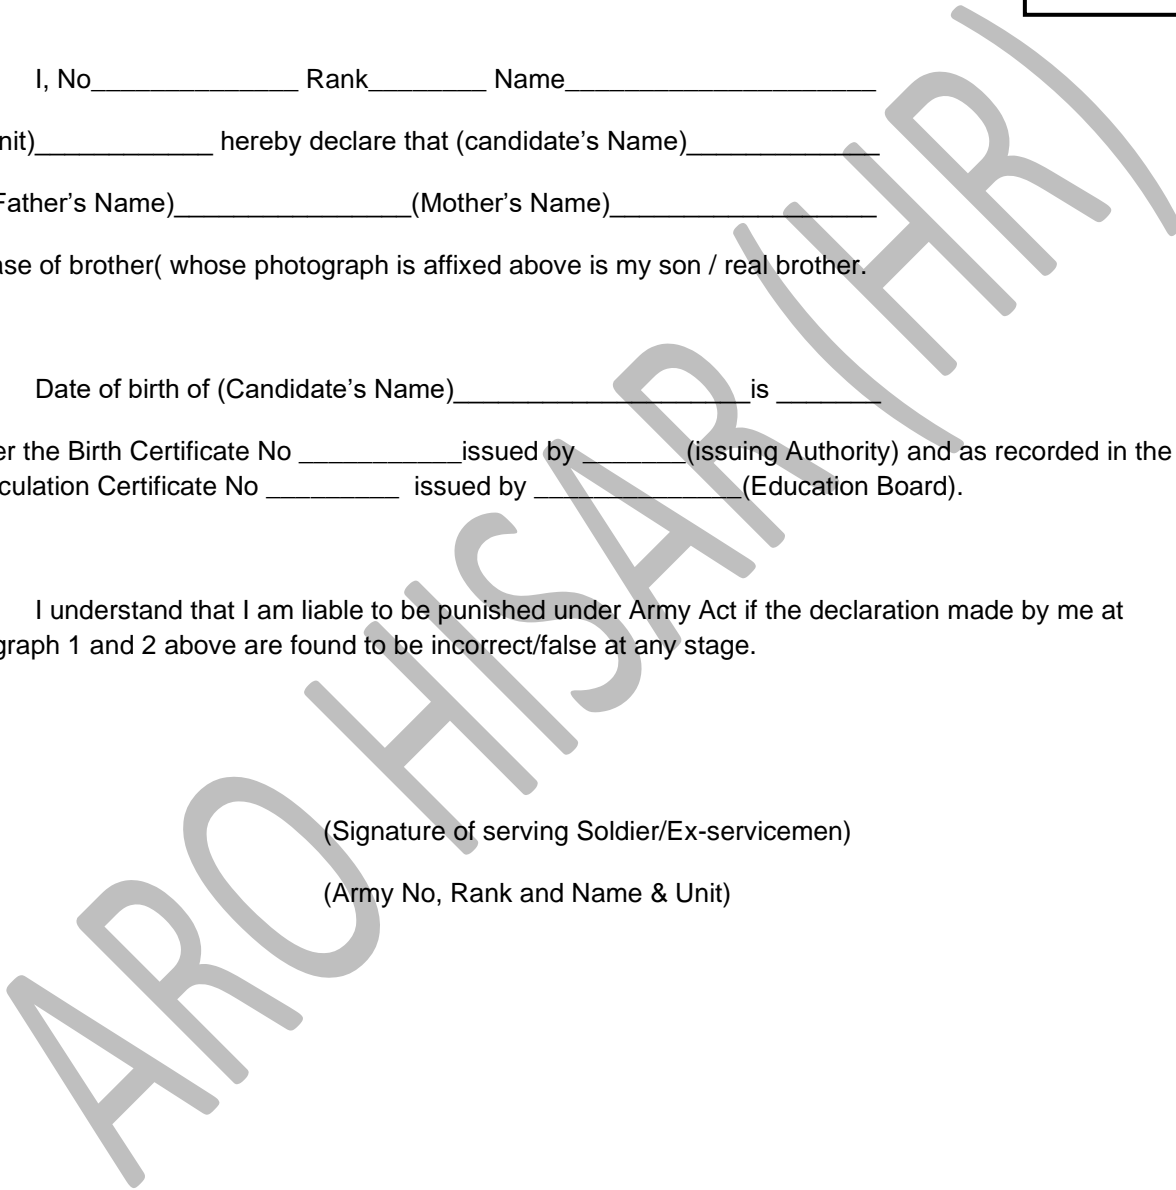 I, No______________ Rank________ Name_____________________
nit)____________ hereby declare that (candidate’s Name)_____________
Father’s Name)________________(Mother’s Name)__________________
ase of brother( whose photograph is affixed above is my son / real brother.
Date of birth of (Candidate’s Name)____________________is _______
er the Birth Certificate No ___________issued by _______(issuing Authority) and as recorded in the
culation Certificate No _________ issued by ______________(Education Board).
I understand that I am liable to be punished under Army Act if the declaration made by me at
graph 1 and 2 above are found to be incorrect/false at any stage.
(Signature of serving Soldier/Ex-servicemen)
(Army No, Rank and Name & Unit)
ARO HISAR (HR)